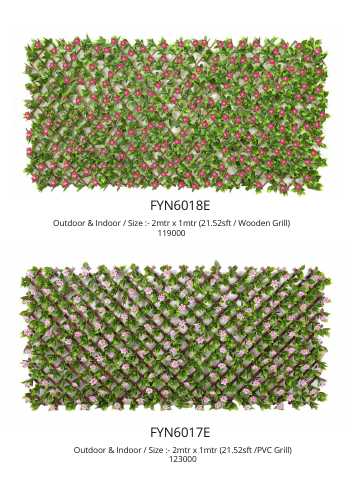 FYN6018E
Outdoor & Indoor / Size :- 2mtr x 1mtr (21.52sft / Wooden Grill)
119000
FYN6017E
Outdoor & Indoor / Size :- 2mtr x 1mtr (21.52sft /PVC Grill)
123000